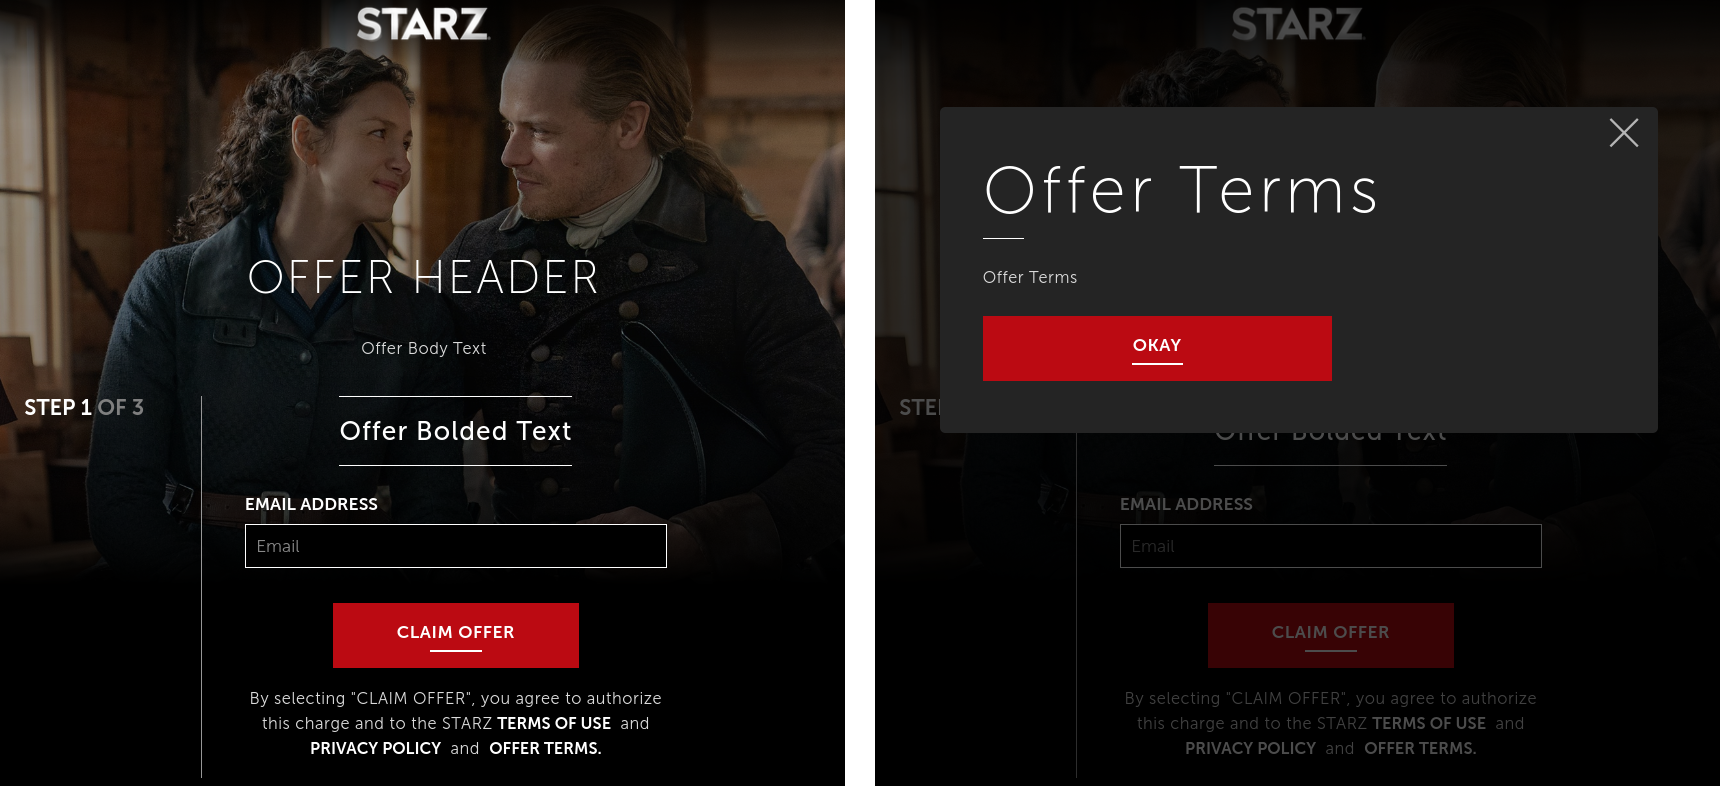 STARZ
OFFER HEADER
Offer Body Text
STEP 1 OF 3
Offer Bolded Text
EMAIL ADDRESS
Email
CLAIM OFFER
By selecting "CLAIM OFFER", you agree to authorize
this charge and to the STARZ TERMS OF USE and
PRIVACY POLICY and OFFER TERMS.
STARZ
Offer Terms
Offer Terms
OKAY
STE
Offer Bolded Text
EMAIL ADDRESS
Email
CLAIM OFFER
By selecting "CLAIM OFFER", you agree to authorize
this charge and to the STARZ TERMS OF USE and
PRIVACY POLICY and OFFER TERMS.